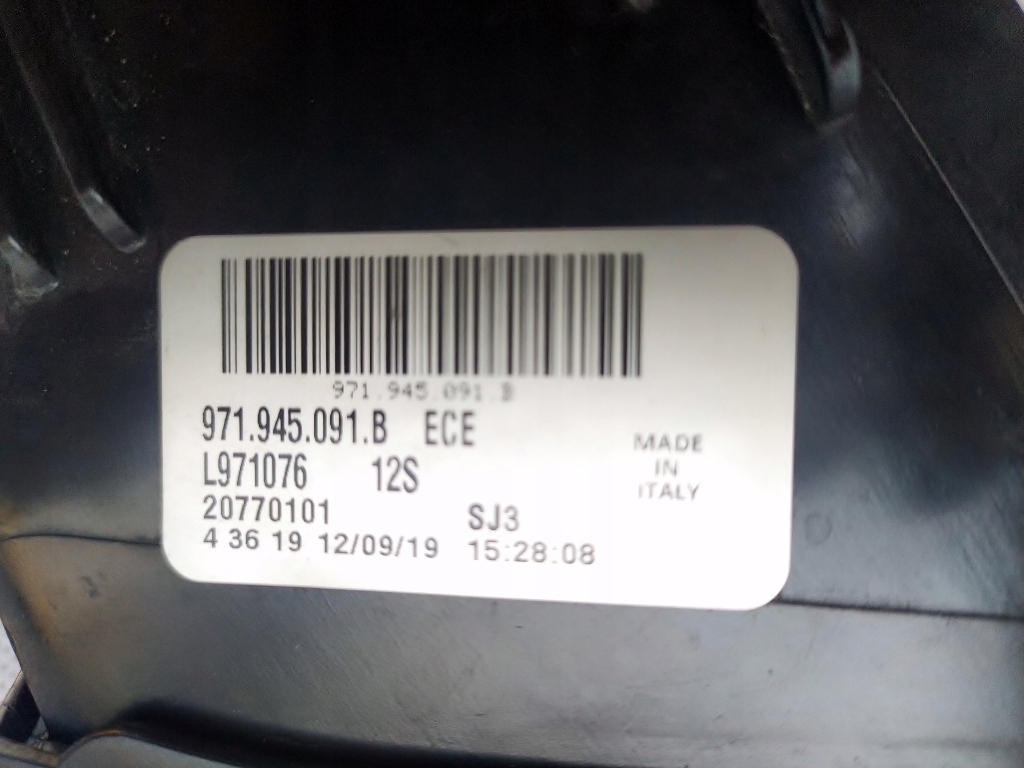 971.945.091.B
971.945.091.B ECE
L971076 12S
20770101 SJ3
4 36 19 12/09/19 15:28:08
MADE
IN
ITALY